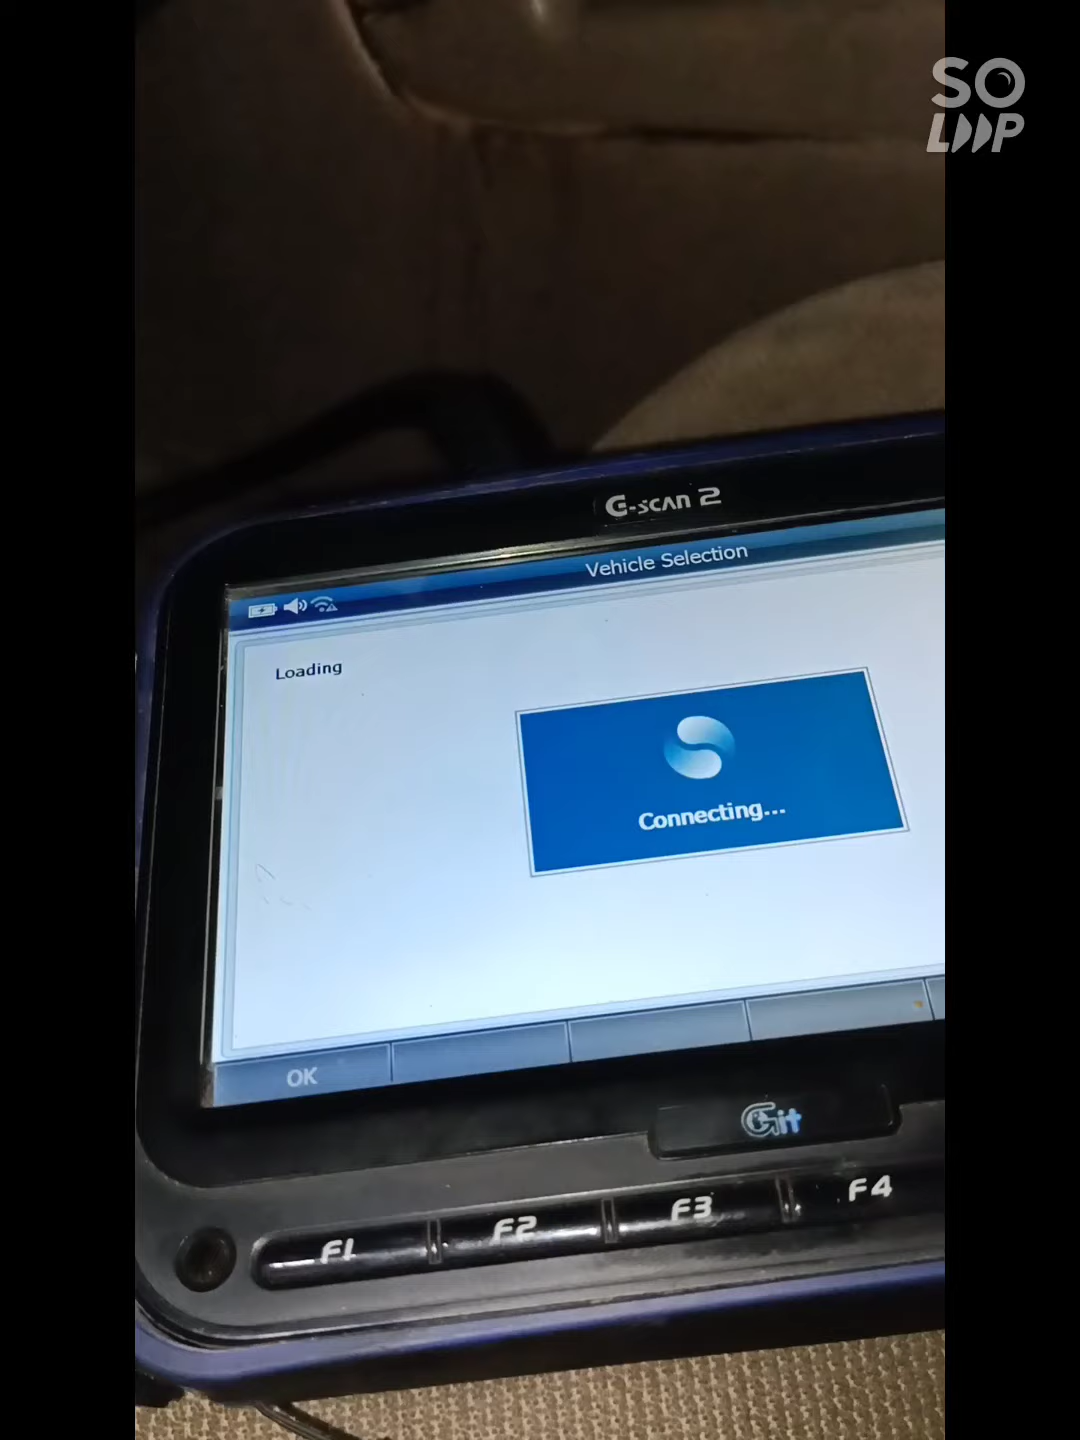 SO
LOOP
G-SCAN 2
Vehicle Selection
Loading
Connecting...
OK
Git
F1
F2
F3
F4